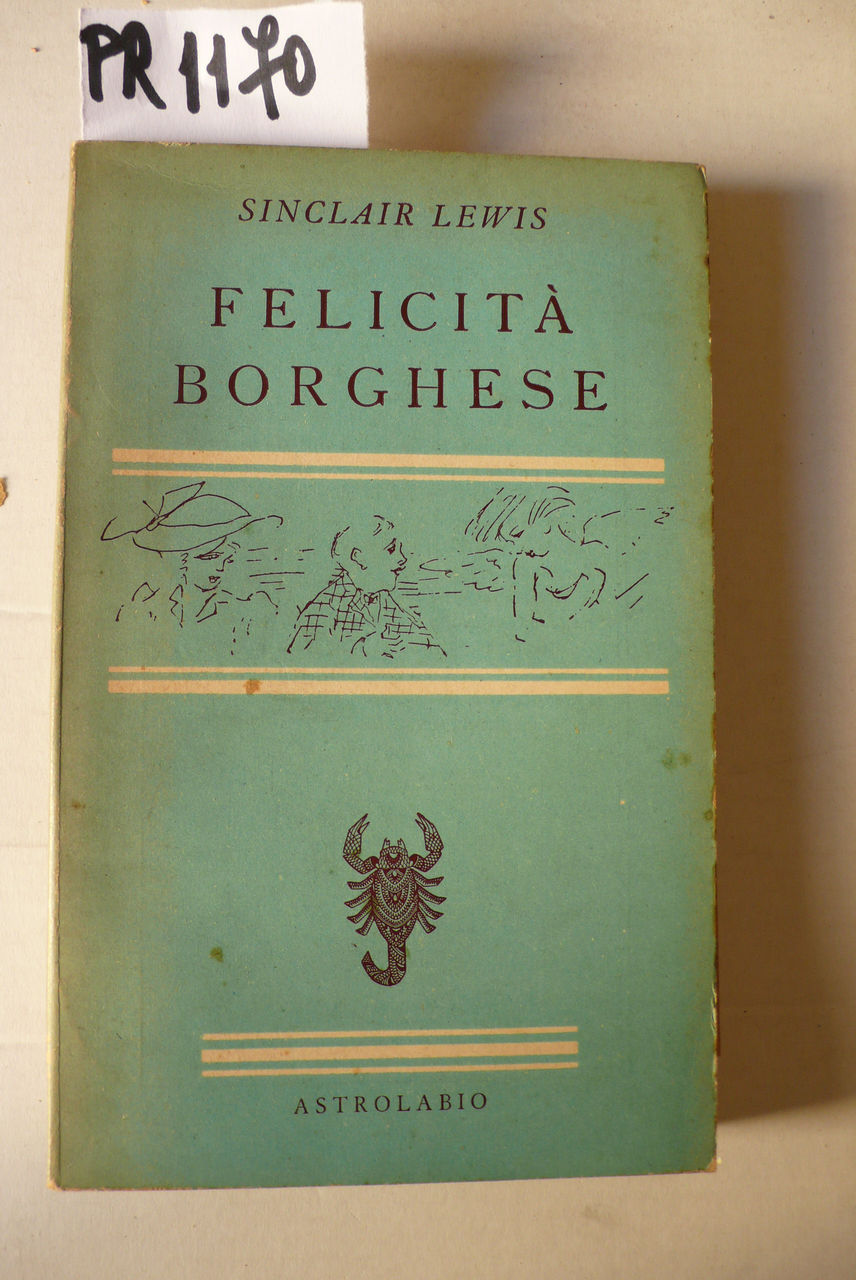 PR 1170
SINCLAIR LEWIS
FELICITÀ
BORGHESE
ASTROLABIO